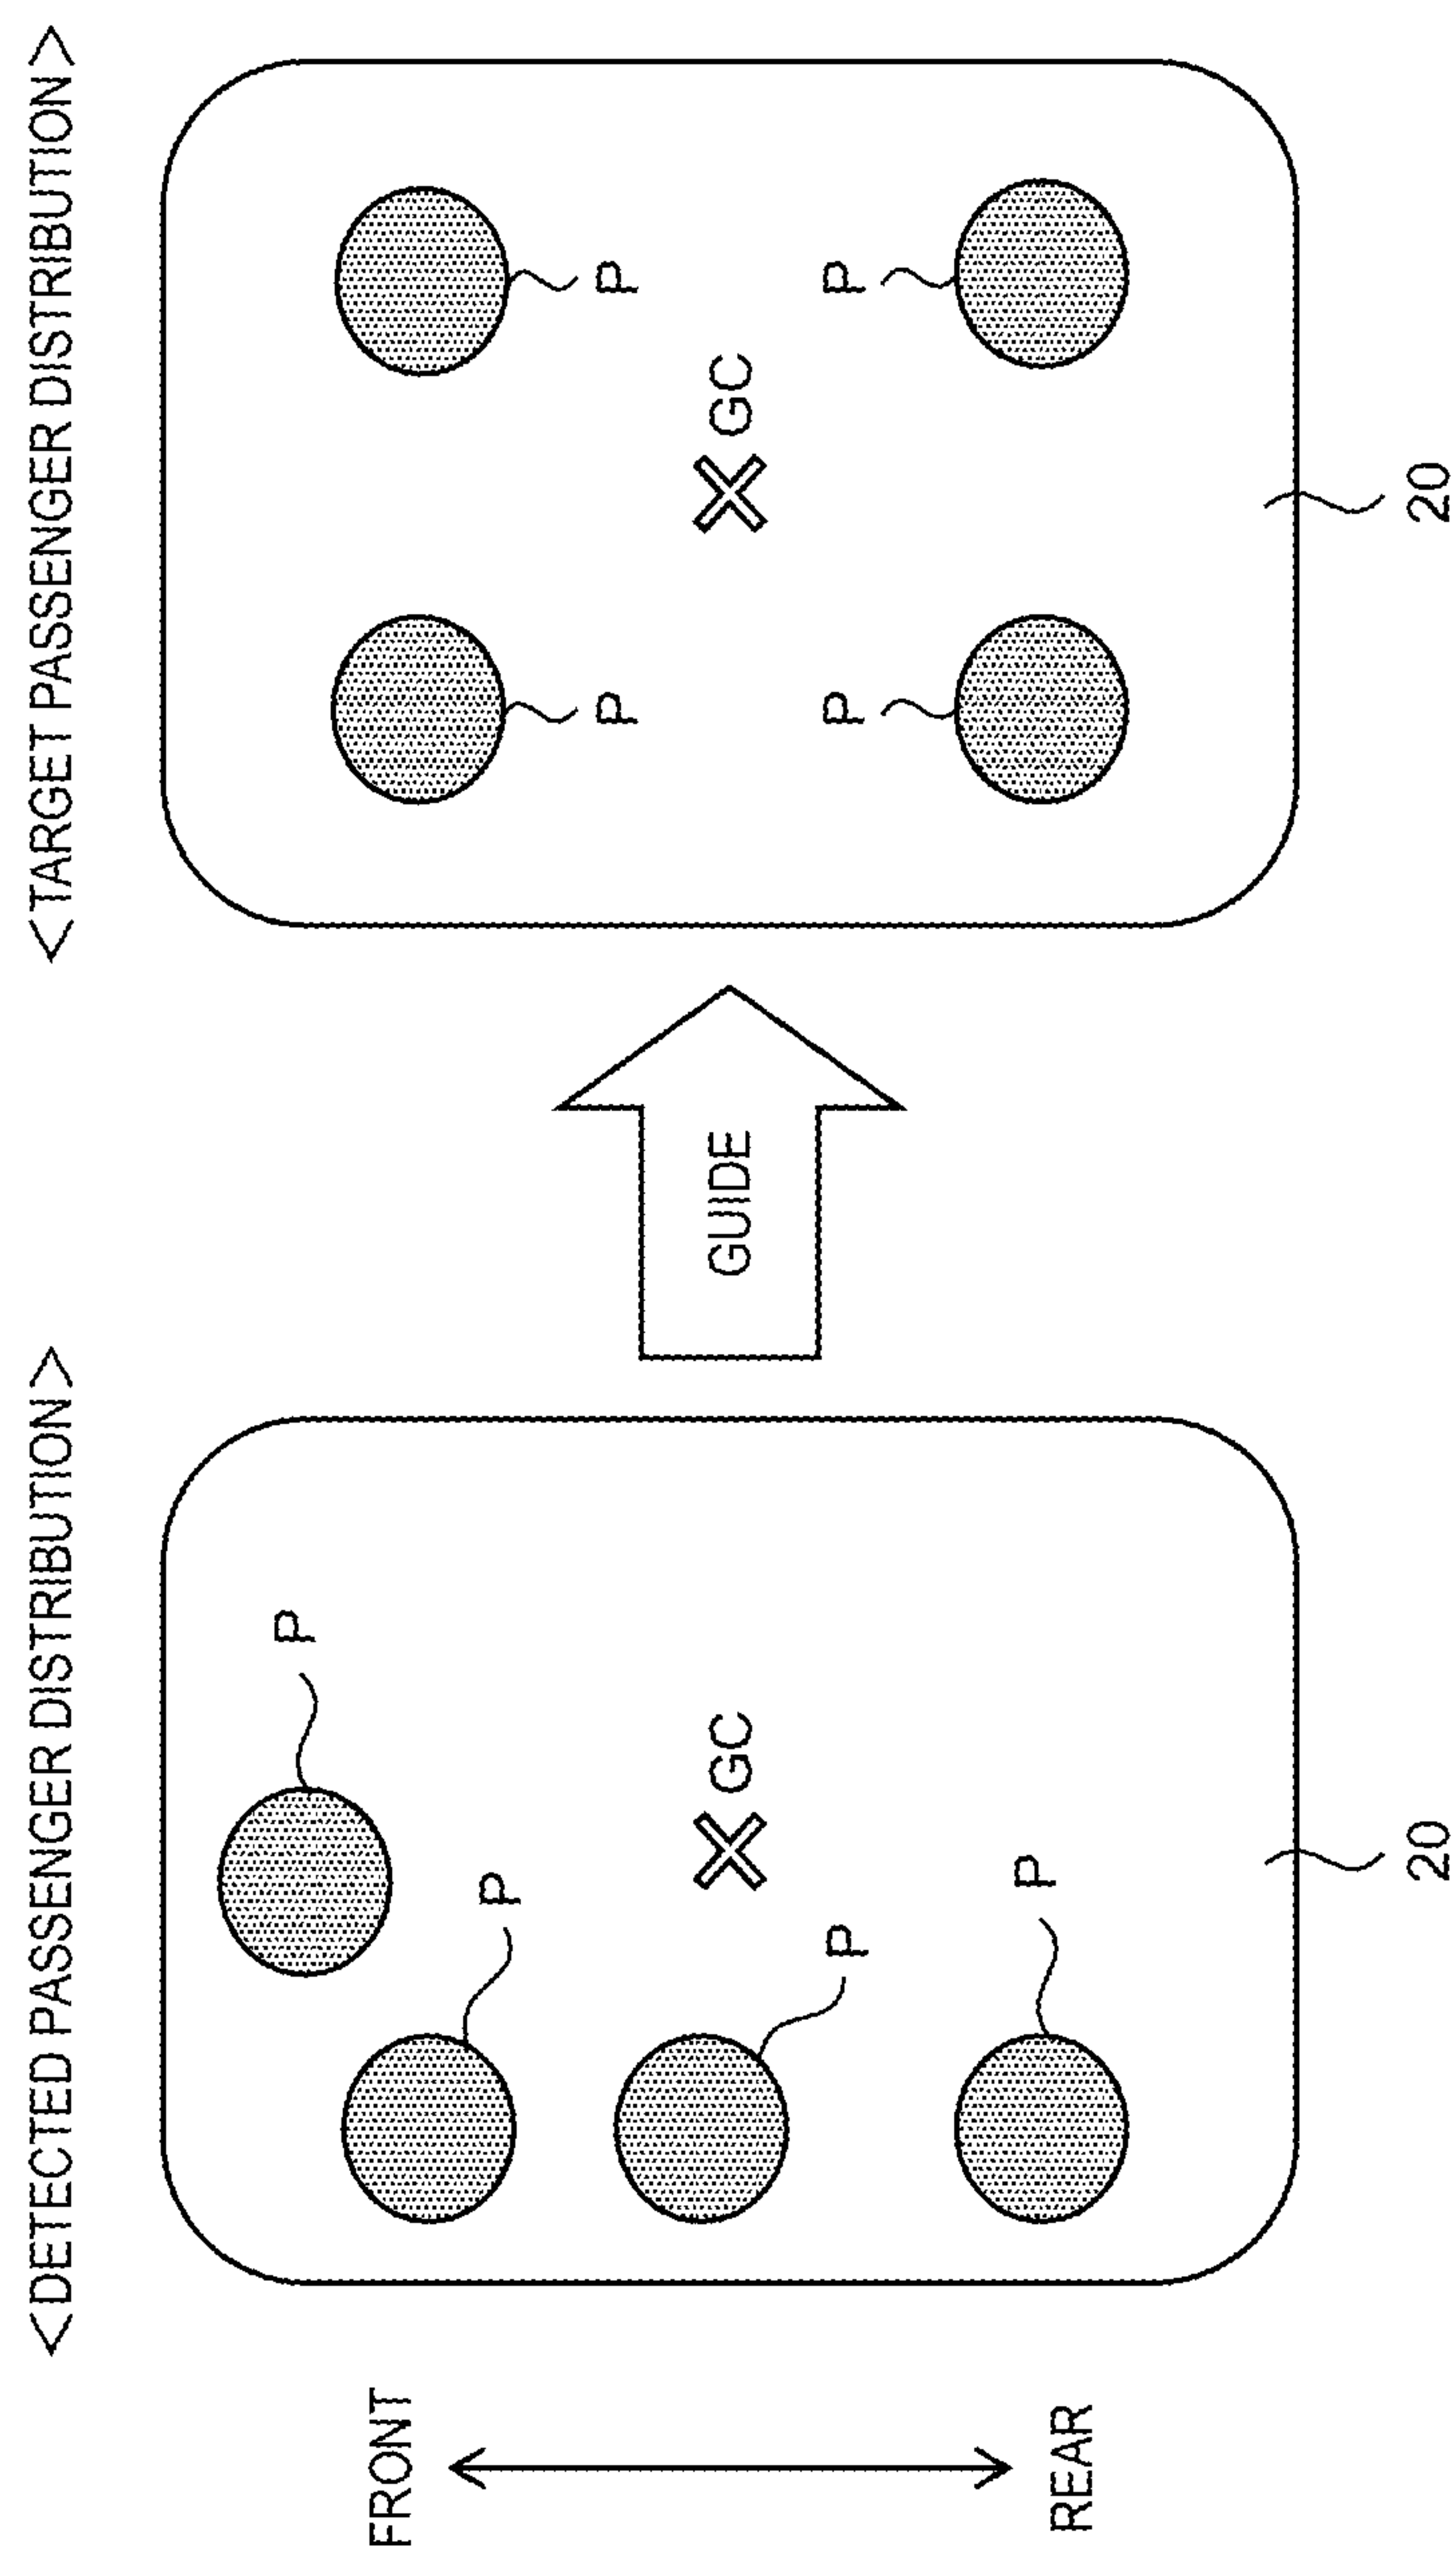 <DETECTED PASSENGER DISTRIBUTION>
FRONT
REAR
P
P
GC
P
P
20
GUIDE
<TARGET PASSENGER DISTRIBUTION>
P
P
GC
P
P
20